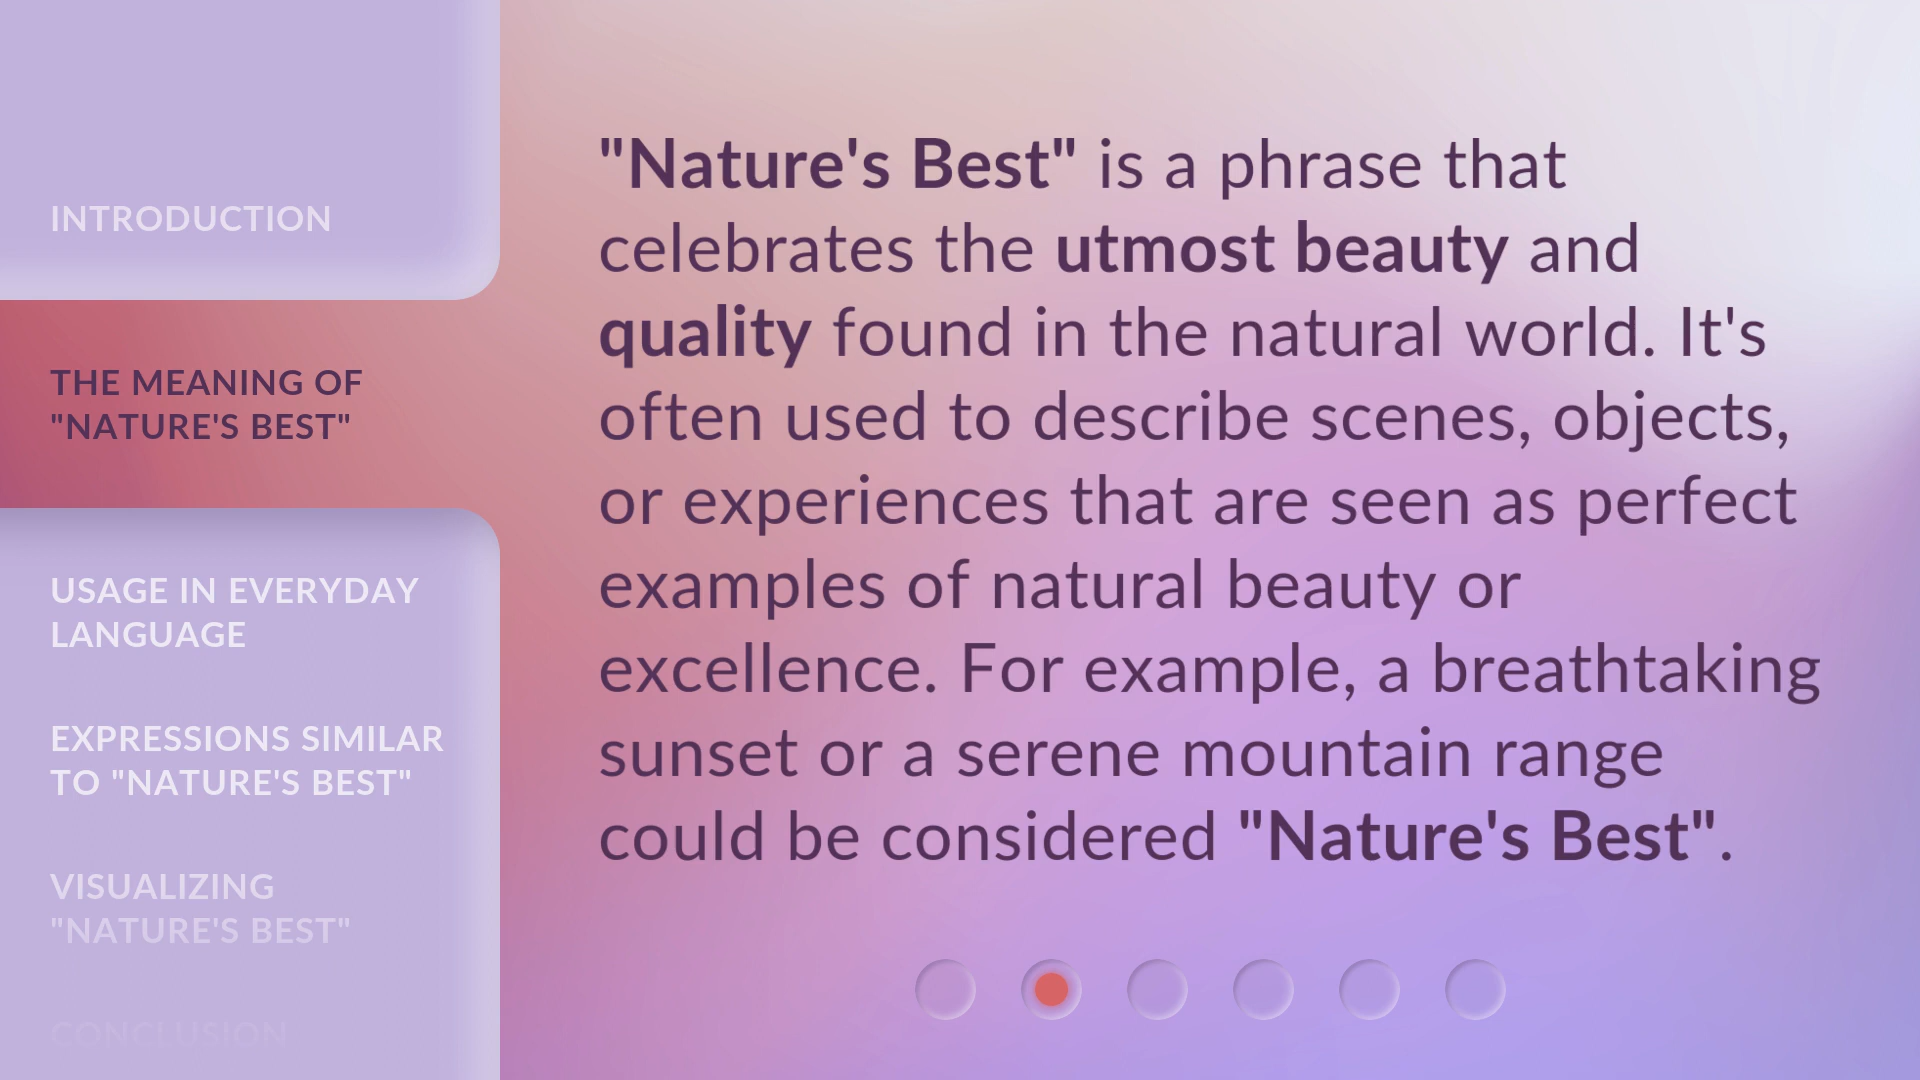 INTRODUCTION
THE MEANING OF
"NATURE'S BEST"
USAGE IN EVERYDAY
LANGUAGE
EXPRESSIONS SIMILAR
TO "NATURE'S BEST"
VISUALIZING
"NATURE'S BEST"
CONCLUSION
"Nature's Best" is a phrase that
celebrates the utmost beauty and
quality found in the natural world. It's
often used to describe scenes, objects,
or experiences that are seen as perfect
examples of natural beauty or
excellence. For example, a breathtaking
sunset or a serene mountain range
could be considered "Nature's Best".